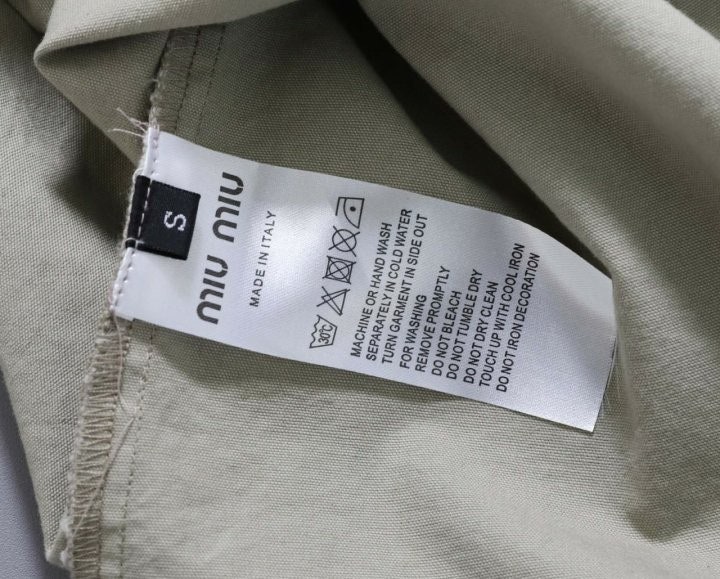 S
MIU MIU
MADE IN ITALY
30°C
MACHINE OR HAND WASH
SEPARATELY IN COLD WATER
TURN GARMENT IN SIDE OUT
FOR WASHING
REMOVE PROMPTLY
DO NOT BLEACH
DO NOT TUMBLE DRY
DO NOT DRY CLEAN
TOUCH UP WITH COOL IRON
DO NOT IRON DECORATION